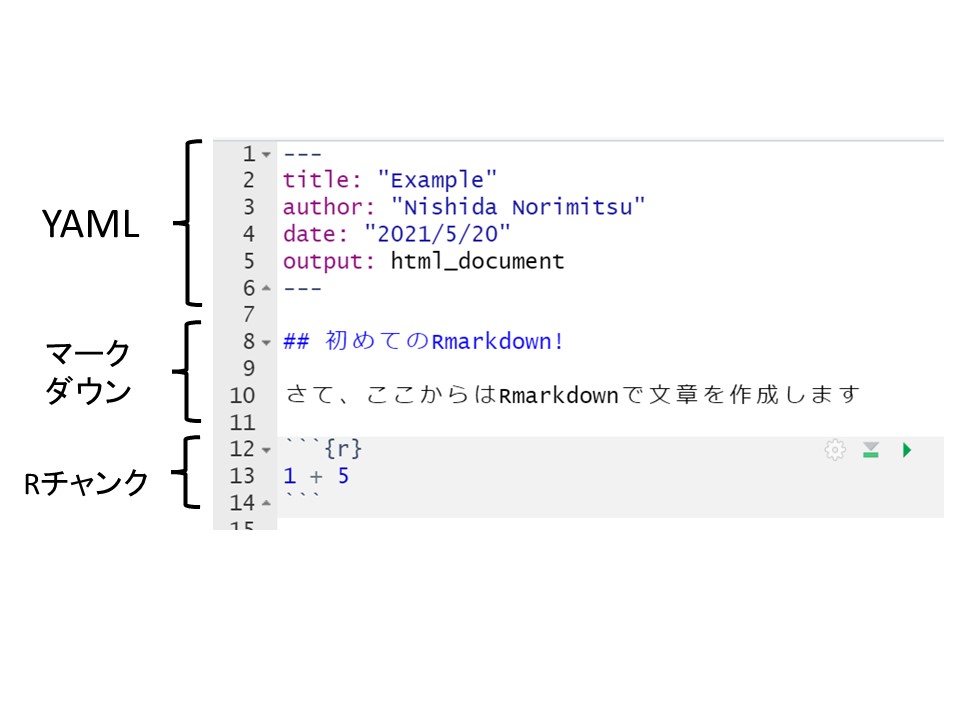 YAML
マーク
ダウン
Rチャンク
1 ---
2 title: "Example"
3 author: "Nishida Norimitsu"
4 date: "2021/5/20"
5 output: html_document
6 ---
7
8 ## 初めてのRmarkdown!
9
10 さて、ここからはRmarkdownで文章を作成します
11
12 ```{r}
13 1 + 5
14 ```
15